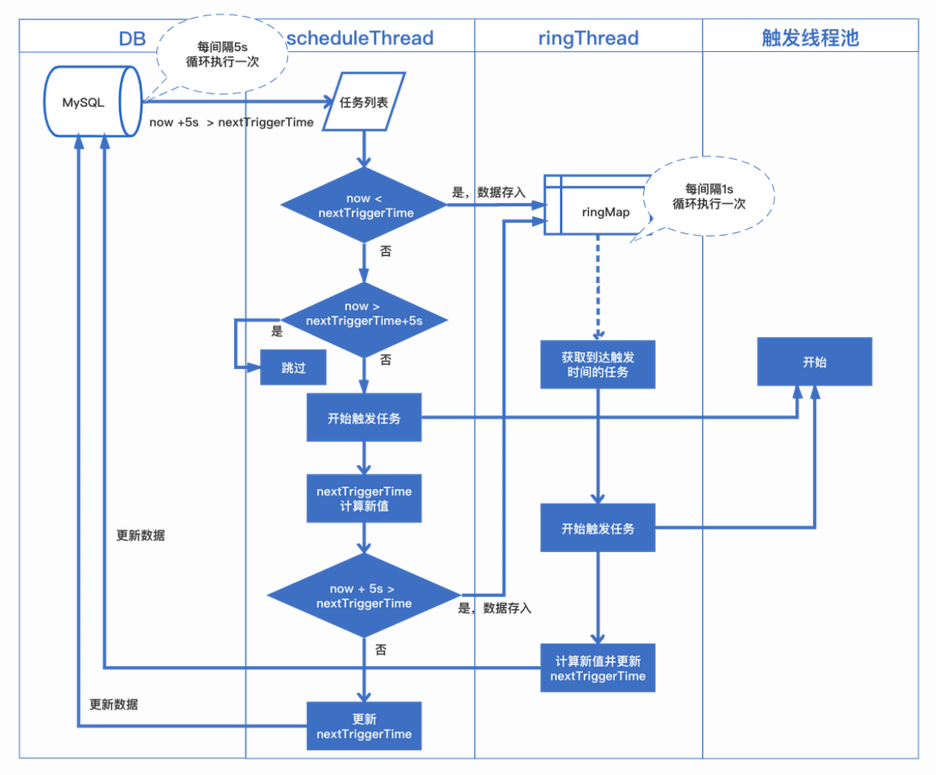 DB
scheduleThread
ringThread
触发线程池
每间隔5s
循环执行一次
MySQL
任务列表
now +5s > nextTriggerTime
now <
nextTriggerTime
是，数据存入
ringMap
每间隔1s
循环执行一次
否
now >
nextTriggerTime+5s
是
跳过
否
获取到达触发
时间的任务
开始
开始触发任务
nextTriggerTime
计算新值
开始触发任务
更新数据
now + 5s >
nextTriggerTime
是，数据存入
否
计算新值并更新
nextTriggerTime
更新数据
更新
nextTriggerTime